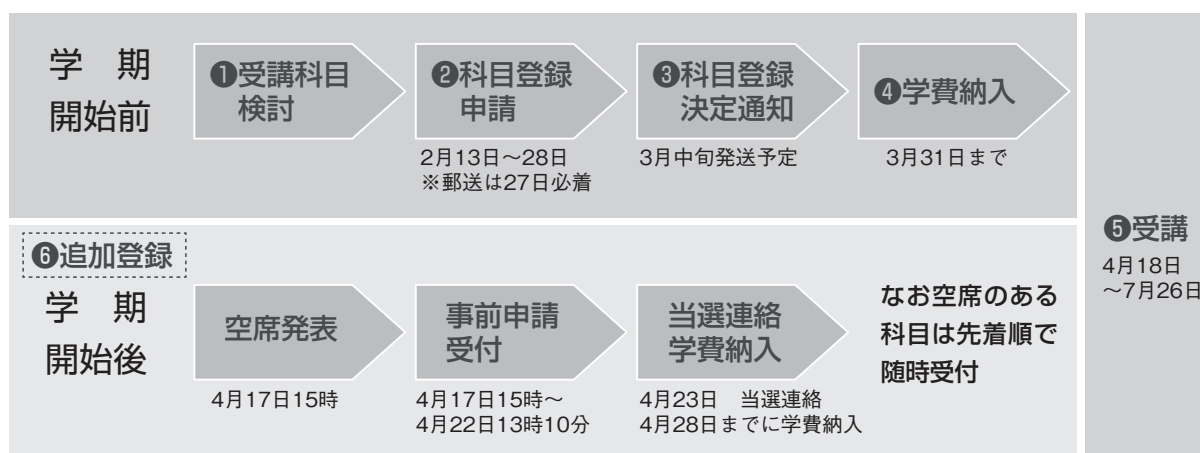 学　期
開始前
❶受講科目
検討
❷科目登録
申請
2月13日～28日
※郵送は27日必着
❸科目登録
決定通知
3月中旬発送予定
❹学費納入
3月31日まで
❺受講
4月18日
～7月26日
❻追加登録
学　期
開始後
空席発表
4月17日15時
事前申請
受付
4月17日15時～
4月22日13時10分
当選連絡
学費納入
4月23日　当選連絡
4月28日までに学費納入
なお空席のある
科目は先着順で
随時受付